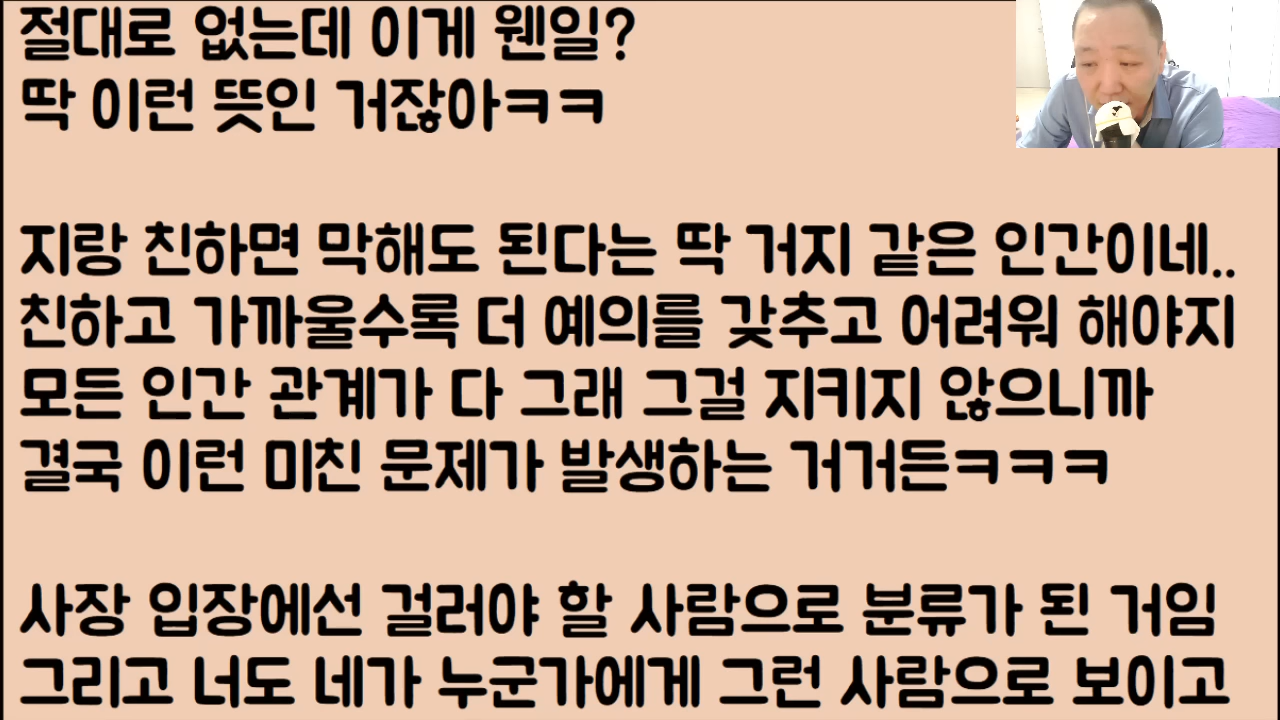 절대로 없는데 이게 웬일?
딱 이런 뜻인 거잖아ㅋㅋ
지랑 친하면 막해도 된다는 딱 거지 같은 인간이네..
친하고 가까울수록 더 예의를 갖추고 어려워 해야지
모든 인간 관계가 다 그래 그걸 지키지 않으니까
결국 이런 미친 문제가 발생하는 거거든ㅋㅋㅋ
사장 입장에선 걸러야 할 사람으로 분류가 된 거임
그리고 너도 네가 누군가에게 그런 사람으로 보이고